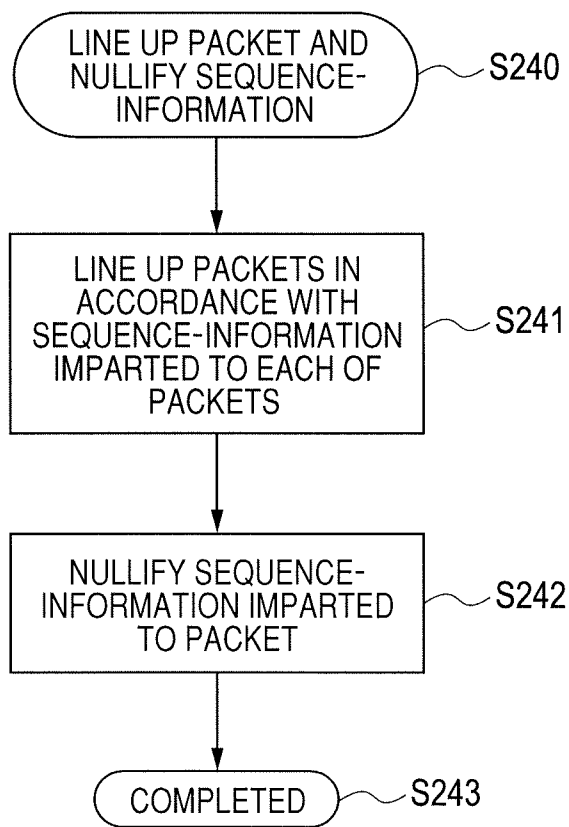 LINE UP PACKET AND
NULLIFY SEQUENCE-
INFORMATION
S240
LINE UP PACKETS IN
ACCORDANCE WITH
SEQUENCE-INFORMATION
IMPARTED TO EACH OF
PACKETS
S241
NULLIFY SEQUENCE-
INFORMATION IMPARTED
TO PACKET
S242
COMPLETED
S243